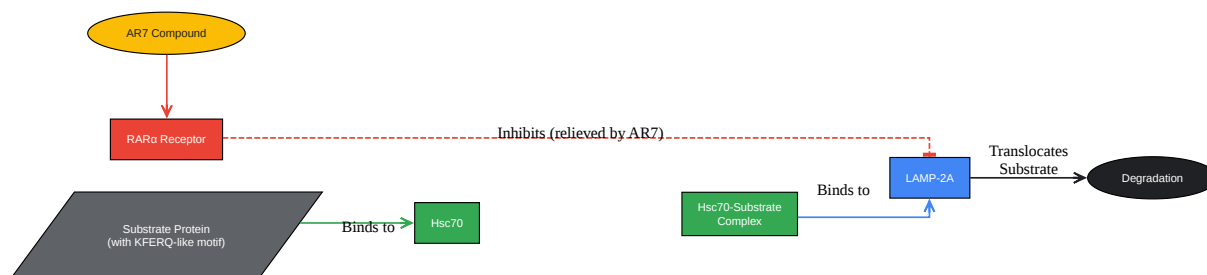 AR7 Compound
RARα Receptor
Inhibits (relieved by AR7)
Translocates
Substrate
LAMP-2A
Degradation
Binds to
Hsc70-Substrate
Complex
Substrate Protein
(with KFERQ-like motif)
Binds to
Hsc70